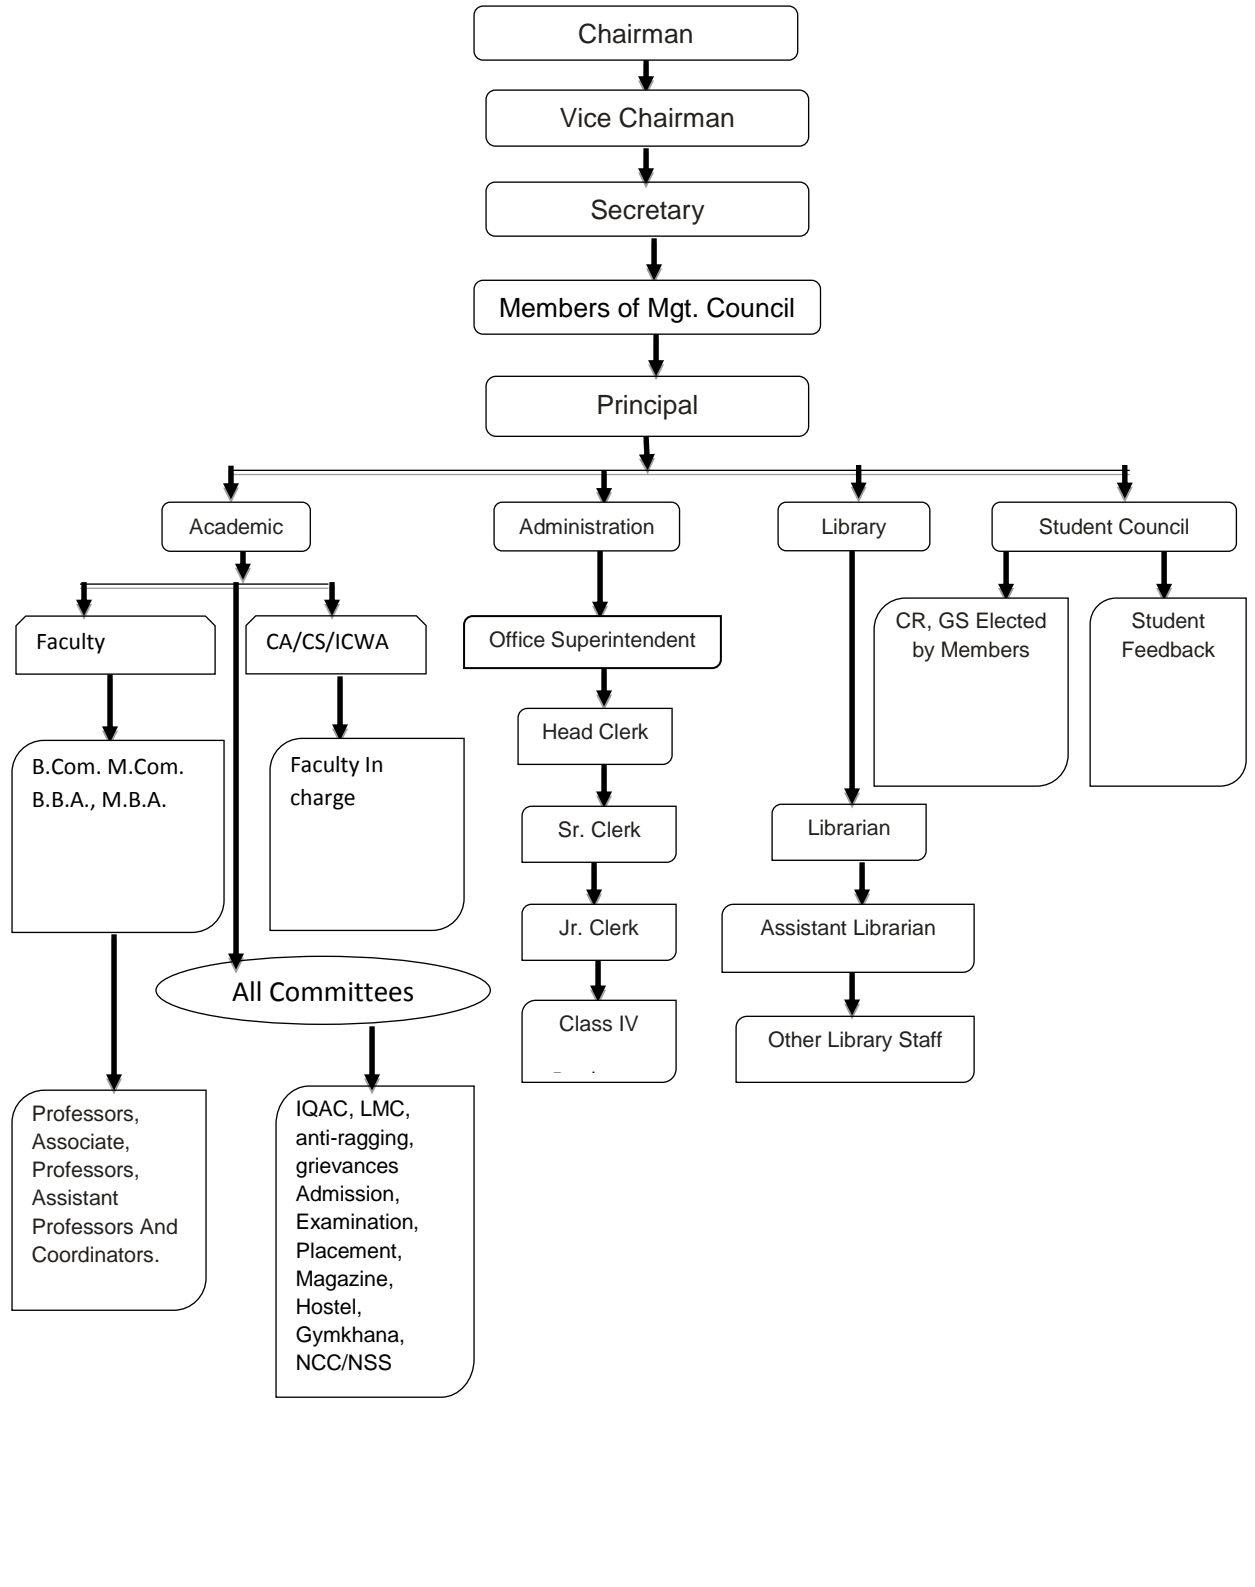 Chairman
Vice Chairman
Secretary
Members of Mgt. Council
Principal
Academic
Administration
Library
Student Council
Faculty
CA/CS/ICWA
Office Superintendent
CR, GS Elected
by Members
Student
Feedback
B.Com. M.Com.
B.B.A., M.B.A.
Faculty In
charge
Head Clerk
Sr. Clerk
Jr. Clerk
Class IV
Librarian
Assistant Librarian
Other Library Staff
All Committees
Professors,
Associate,
Professors,
Assistant
Professors And
Coordinators.
IQAC, LMC,
anti-ragging,
grievances
Admission,
Examination,
Placement,
Magazine,
Hostel,
Gymkhana,
NCC/NSS